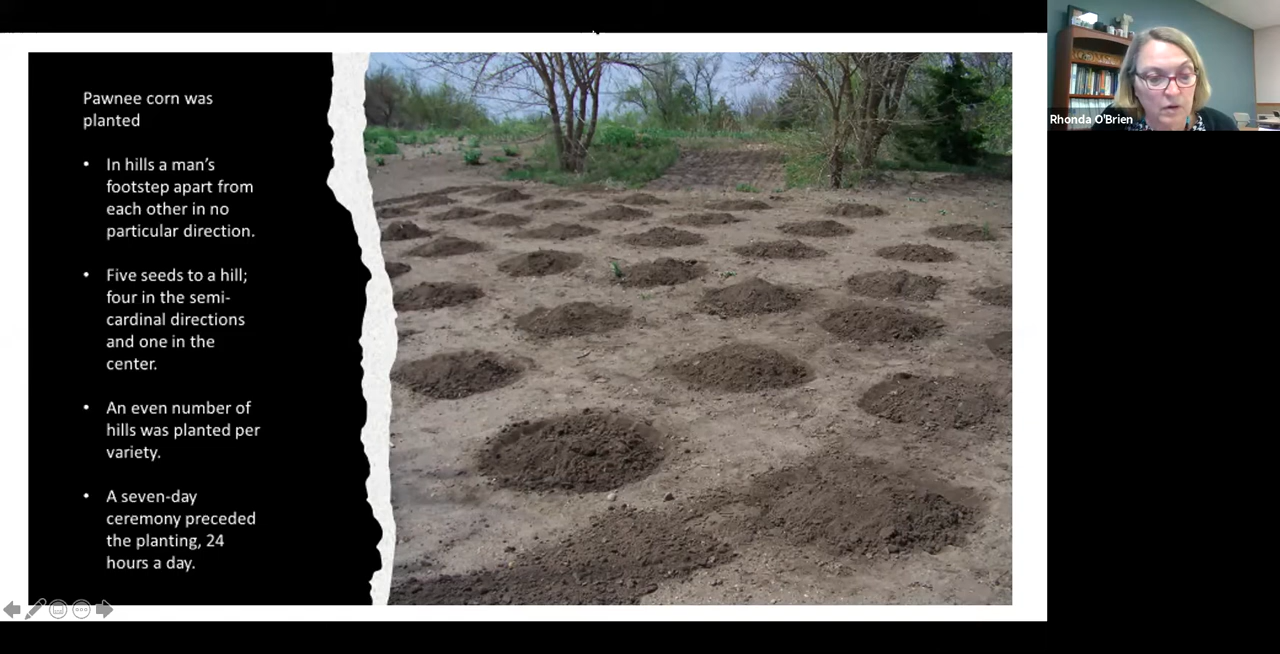 Pawnee corn was
planted
• In hills a man's
footstep apart from
each other in no
particular direction.
• Five seeds to a hill;
four in the semi-
cardinal directions
and one in the
center.
• An even number of
hills was planted per
variety.
• A seven-day
ceremony preceded
the planting, 24
hours a day.
Rhonda O'Brien